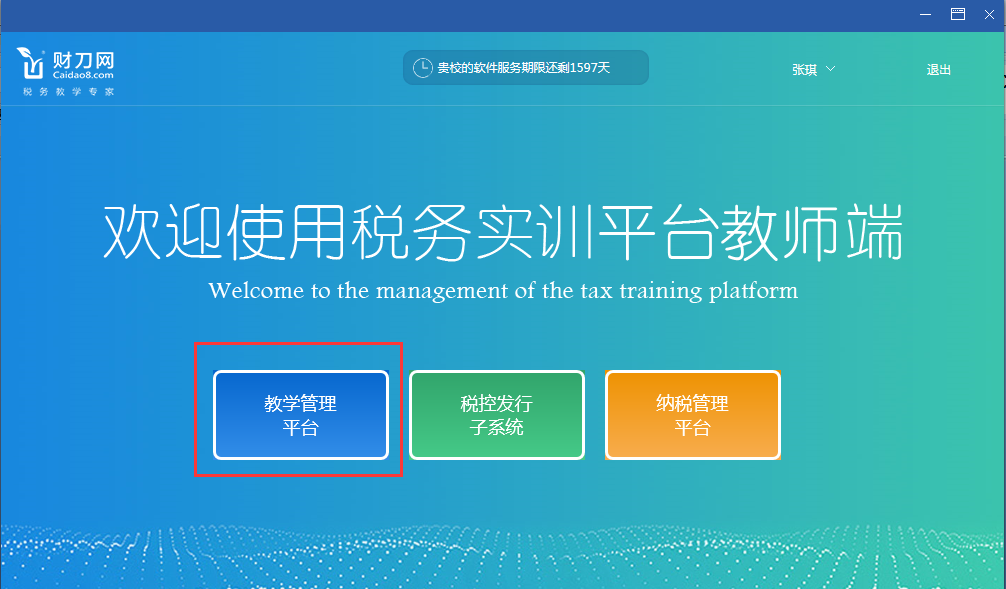 财刀网
Caidao8.com
税务教学专家
贵校的软件服务期限还剩1597天
张琪
退出
欢迎使用税务实训平台教师端
Welcome to the management of the tax training platform
教学管理
平台
税控发行
子系统
纳税管理
平台